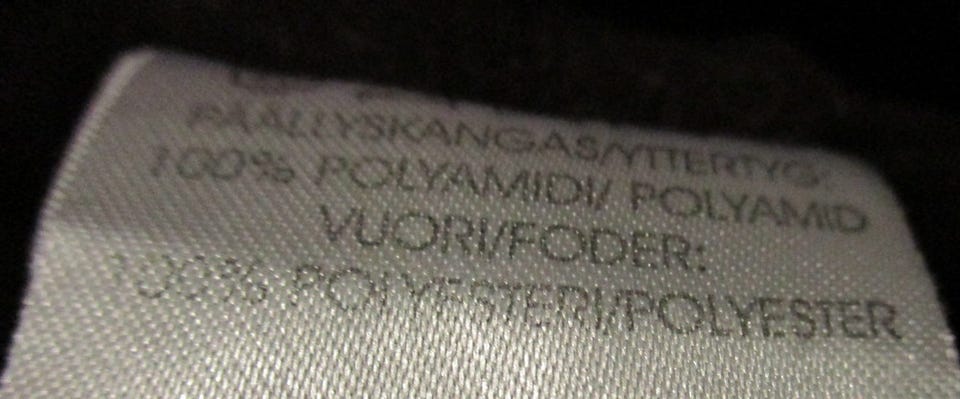 PÄÄLLYSKANGAS/YTTERTYG:
100% POLYAMIDI/ POLYAMID
VUORI/FODER:
100% POLYESTERI/POLYESTER